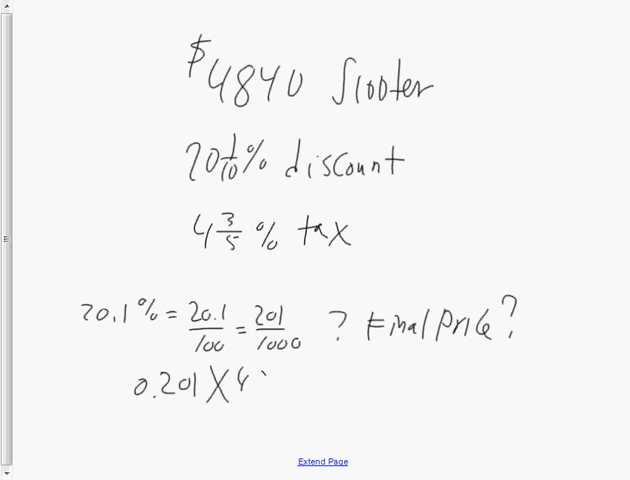 $4840 Scooter
20 1/10% discount
4 3/5 % tax
20.1% = 20.1/100 = 201/1000 ? Final Price?
0.201 X 4
Extend Page